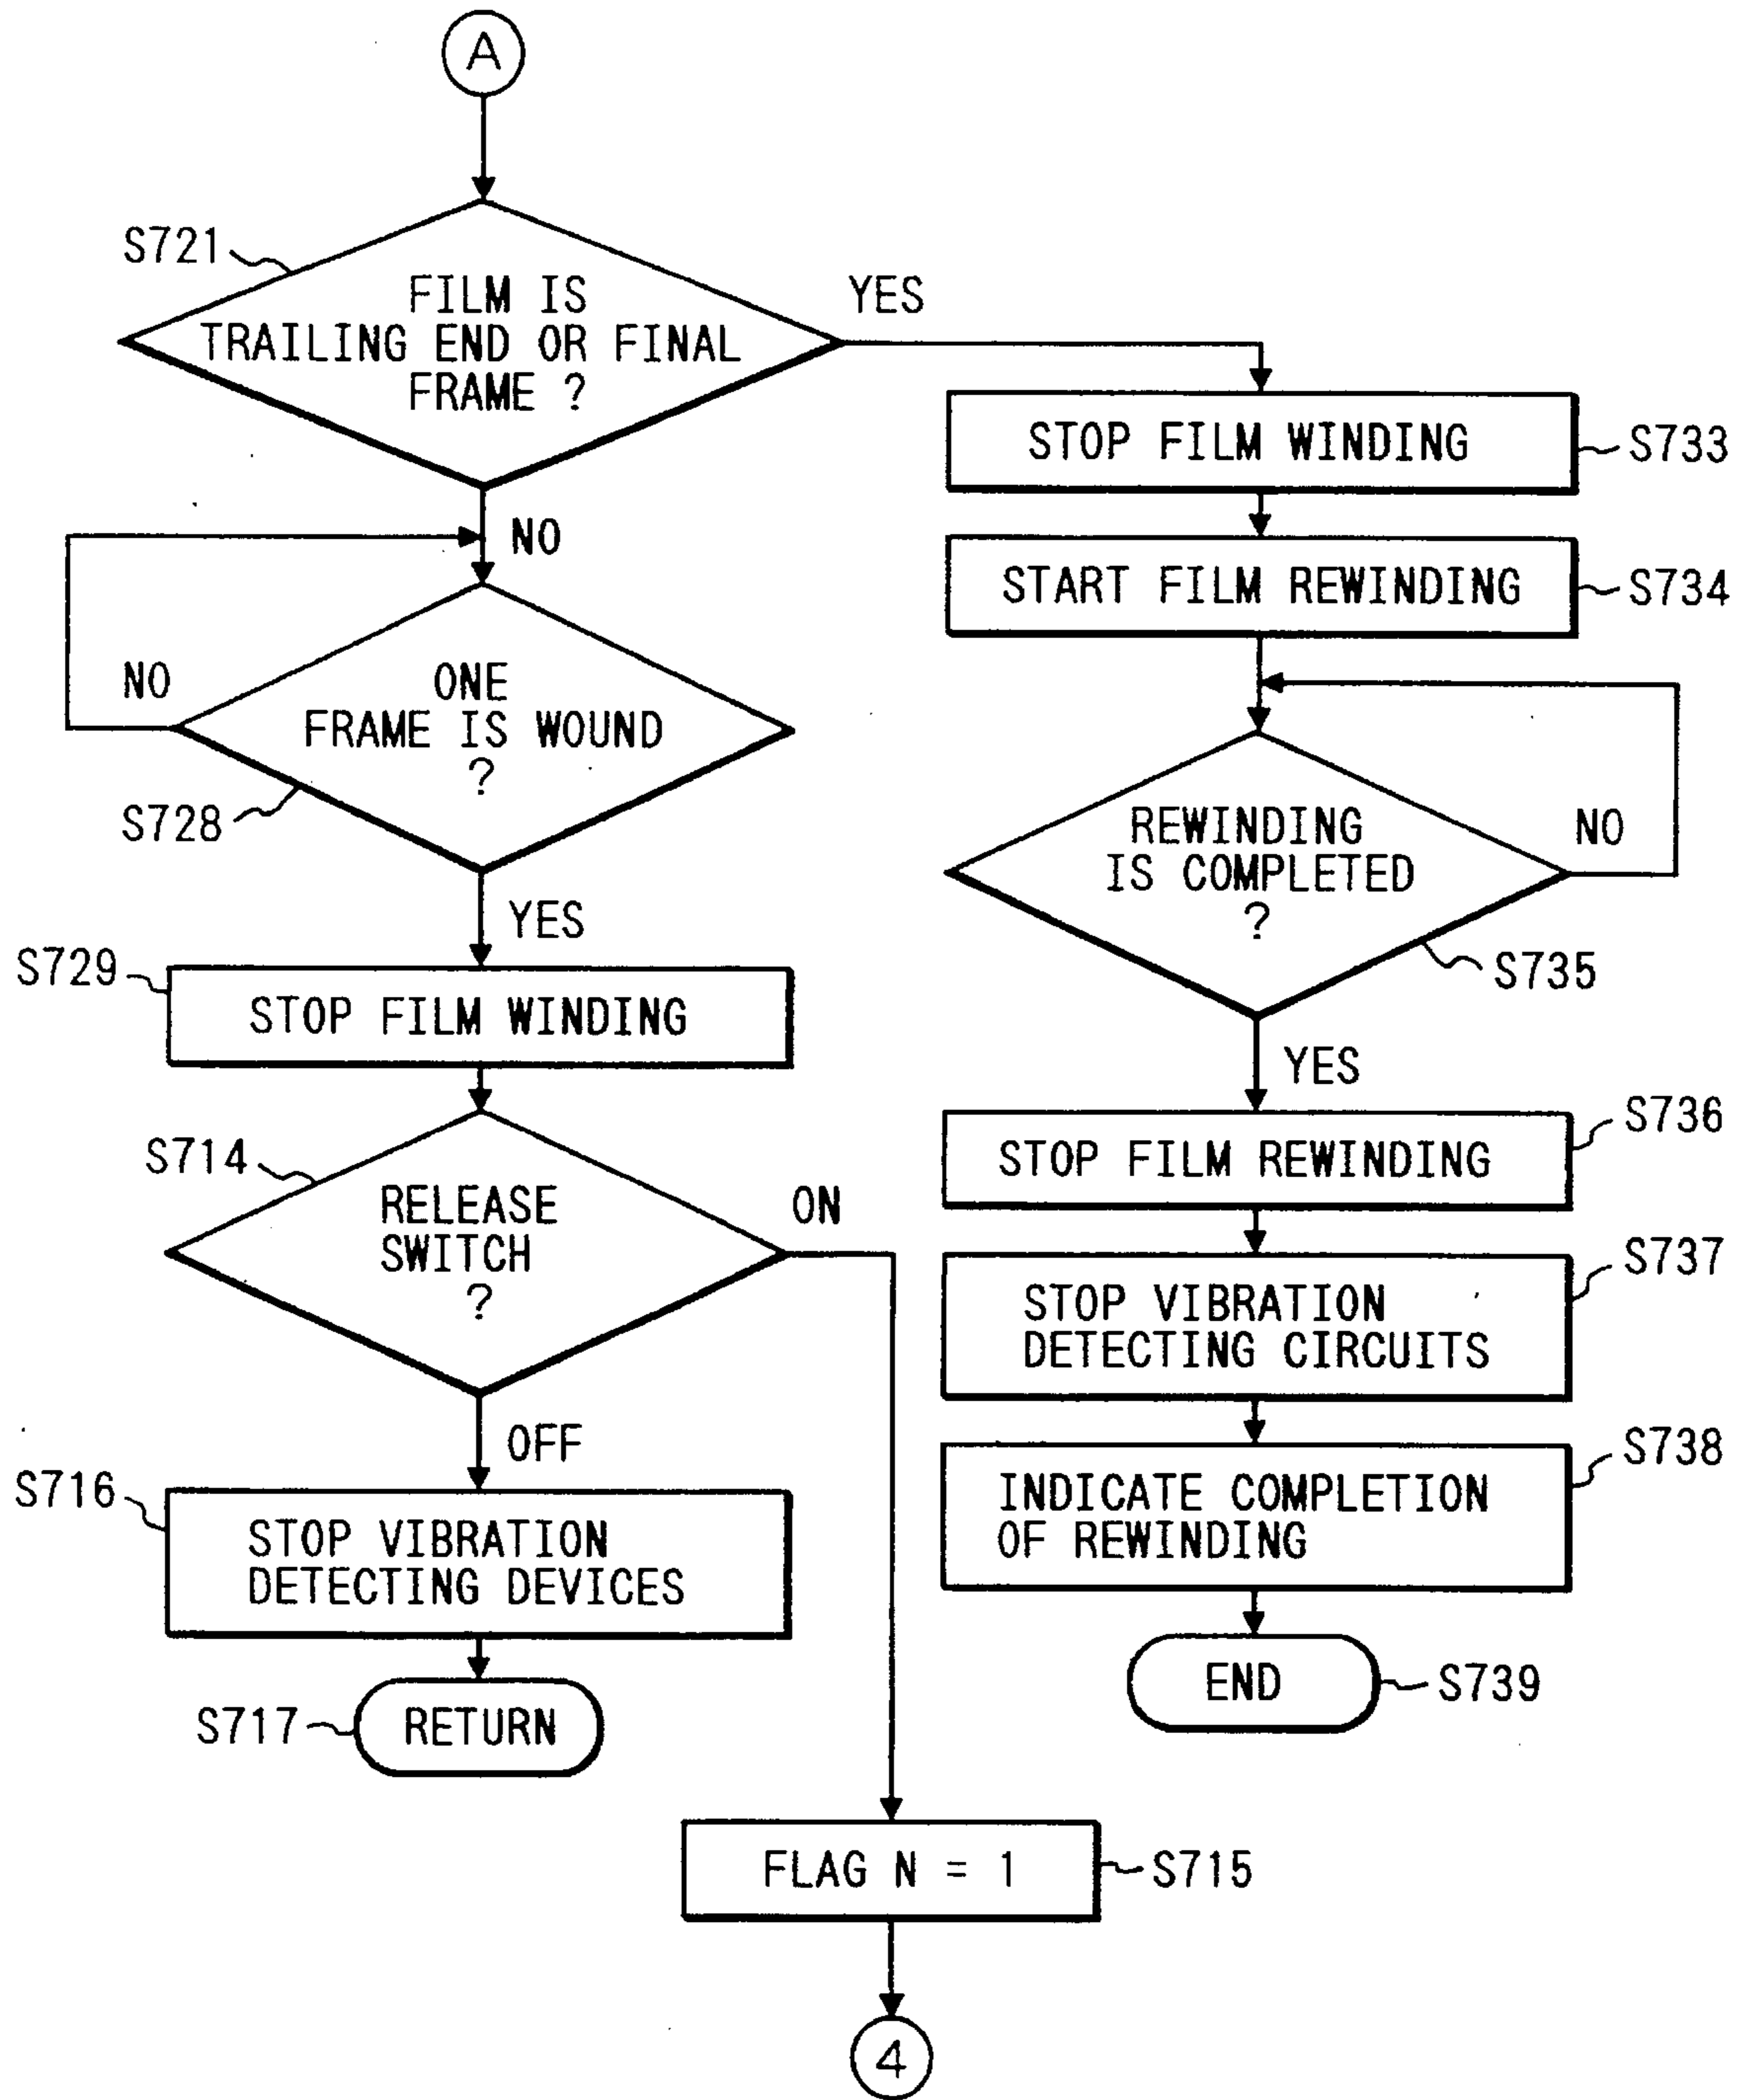 A
S721
FILM IS
TRAILING END OR FINAL
FRAME ?
YES
NO
STOP FILM WINDING
S733
START FILM REWINDING
S734
NO
ONE
FRAME IS WOUND
?
S728
YES
REWINDING
IS COMPLETED
?
NO
S735
YES
S729
STOP FILM WINDING
S714
RELEASE
SWITCH
?
ON
OFF
STOP FILM REWINDING
S736
STOP VIBRATION
DETECTING CIRCUITS
S737
INDICATE COMPLETION
OF REWINDING
S738
S716
STOP VIBRATION
DETECTING DEVICES
S717
RETURN
END
S739
FLAG N = 1
S715
4